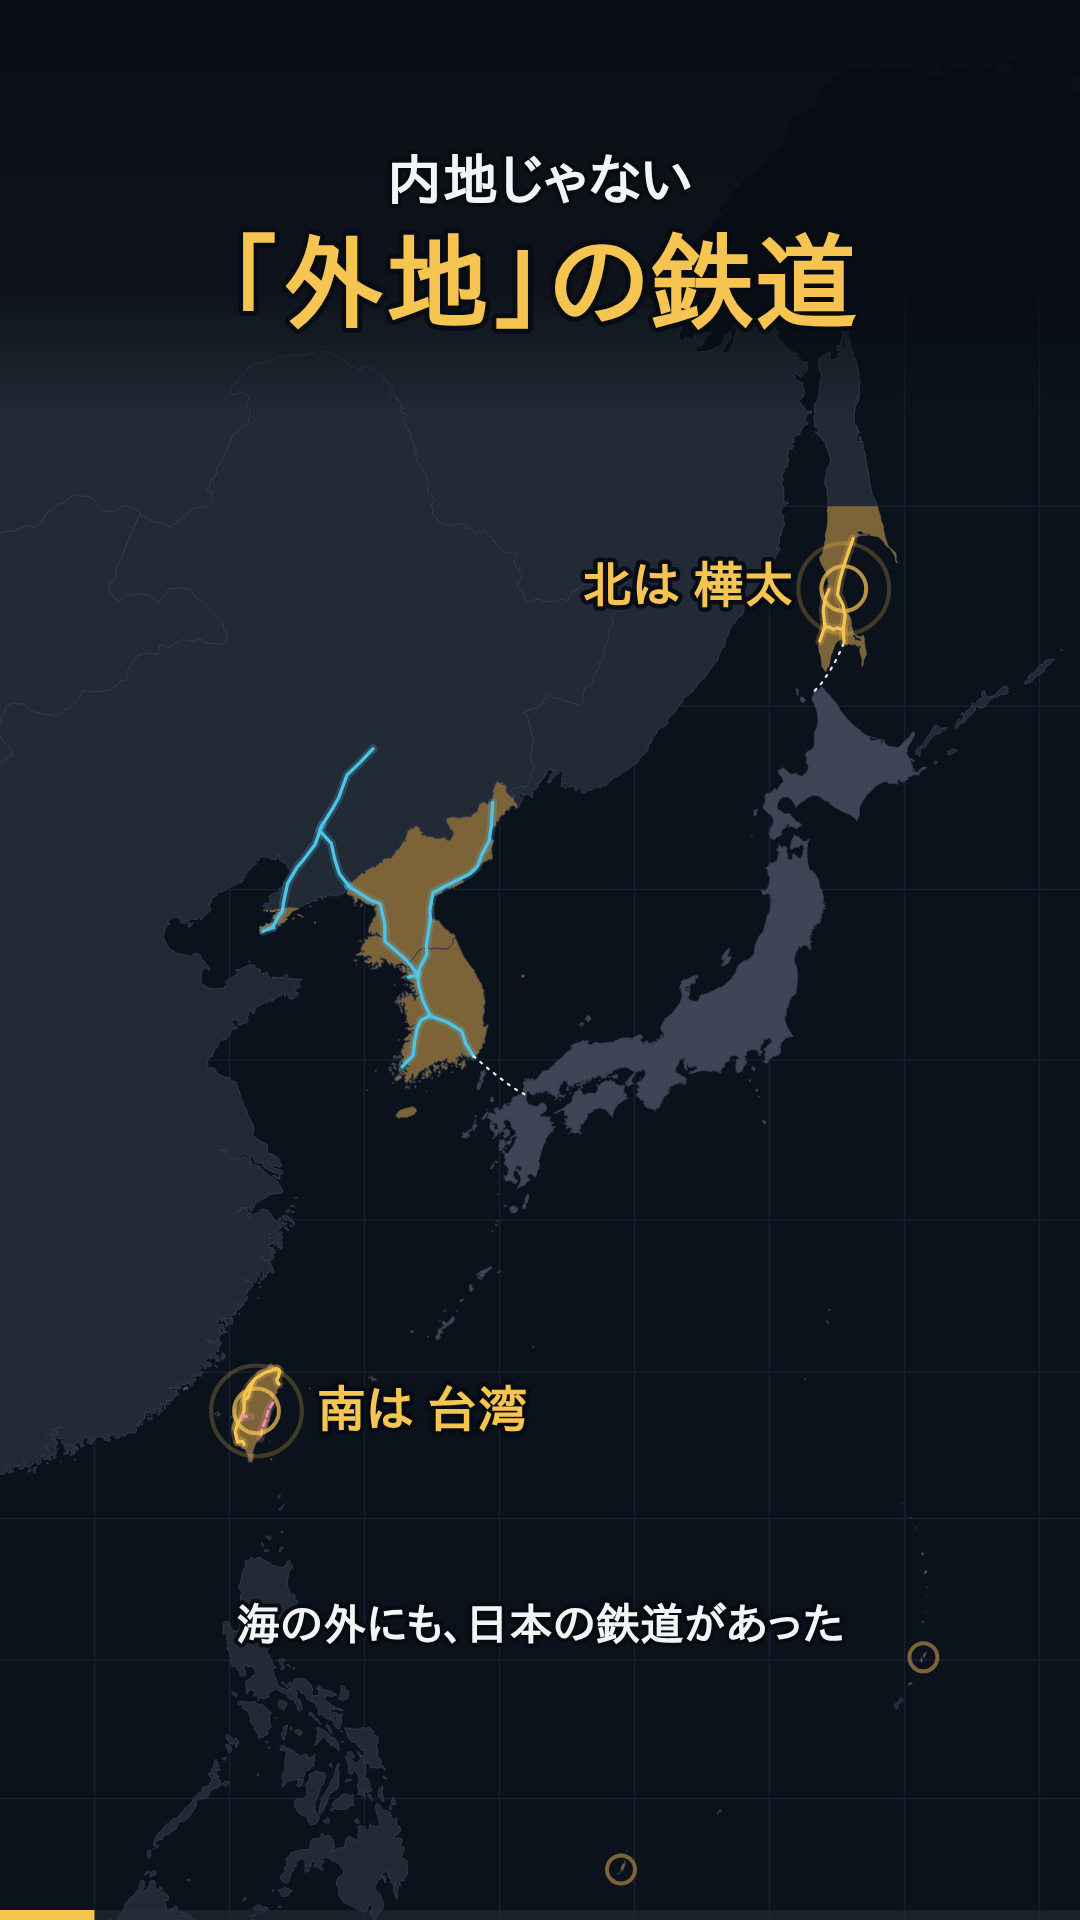 内地じゃない
「外地」の鉄道
北は 樺太
南は 台湾
海の外にも、日本の鉄道があった